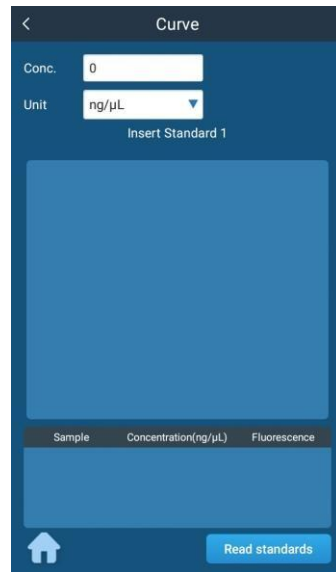 Curve
Conc. 0
Unit ng/µL
Insert Standard 1
Sample Concentration(ng/µL) Fluorescence
Read standards